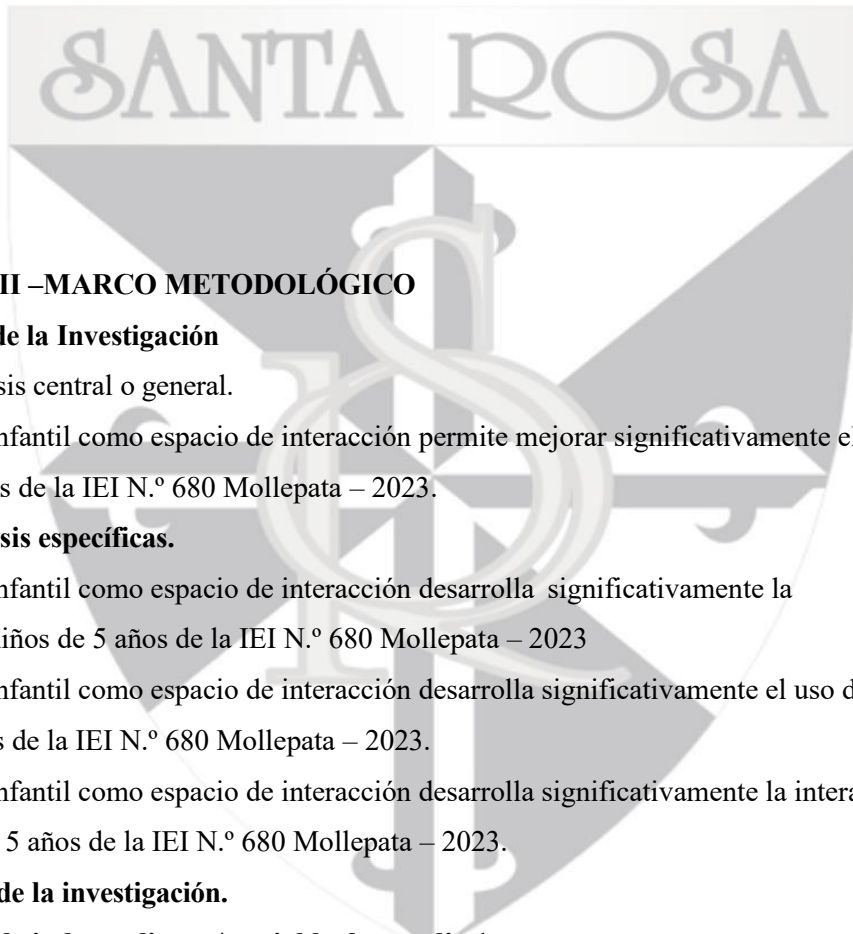 SANTA ROSA
II –MARCO METODOLÓGICO
de la Investigación
sis central o general.
nfantil como espacio de interacción permite mejorar significativamente el
s de la IEI N.º 680 Mollepata – 2023.
sis específicas.
nfantil como espacio de interacción desarrolla significativamente la
iños de 5 años de la IEI N.º 680 Mollepata – 2023
nfantil como espacio de interacción desarrolla significativamente el uso d
s de la IEI N.º 680 Mollepata – 2023.
nfantil como espacio de interacción desarrolla significativamente la intera
5 años de la IEI N.º 680 Mollepata – 2023.
de la investigación.